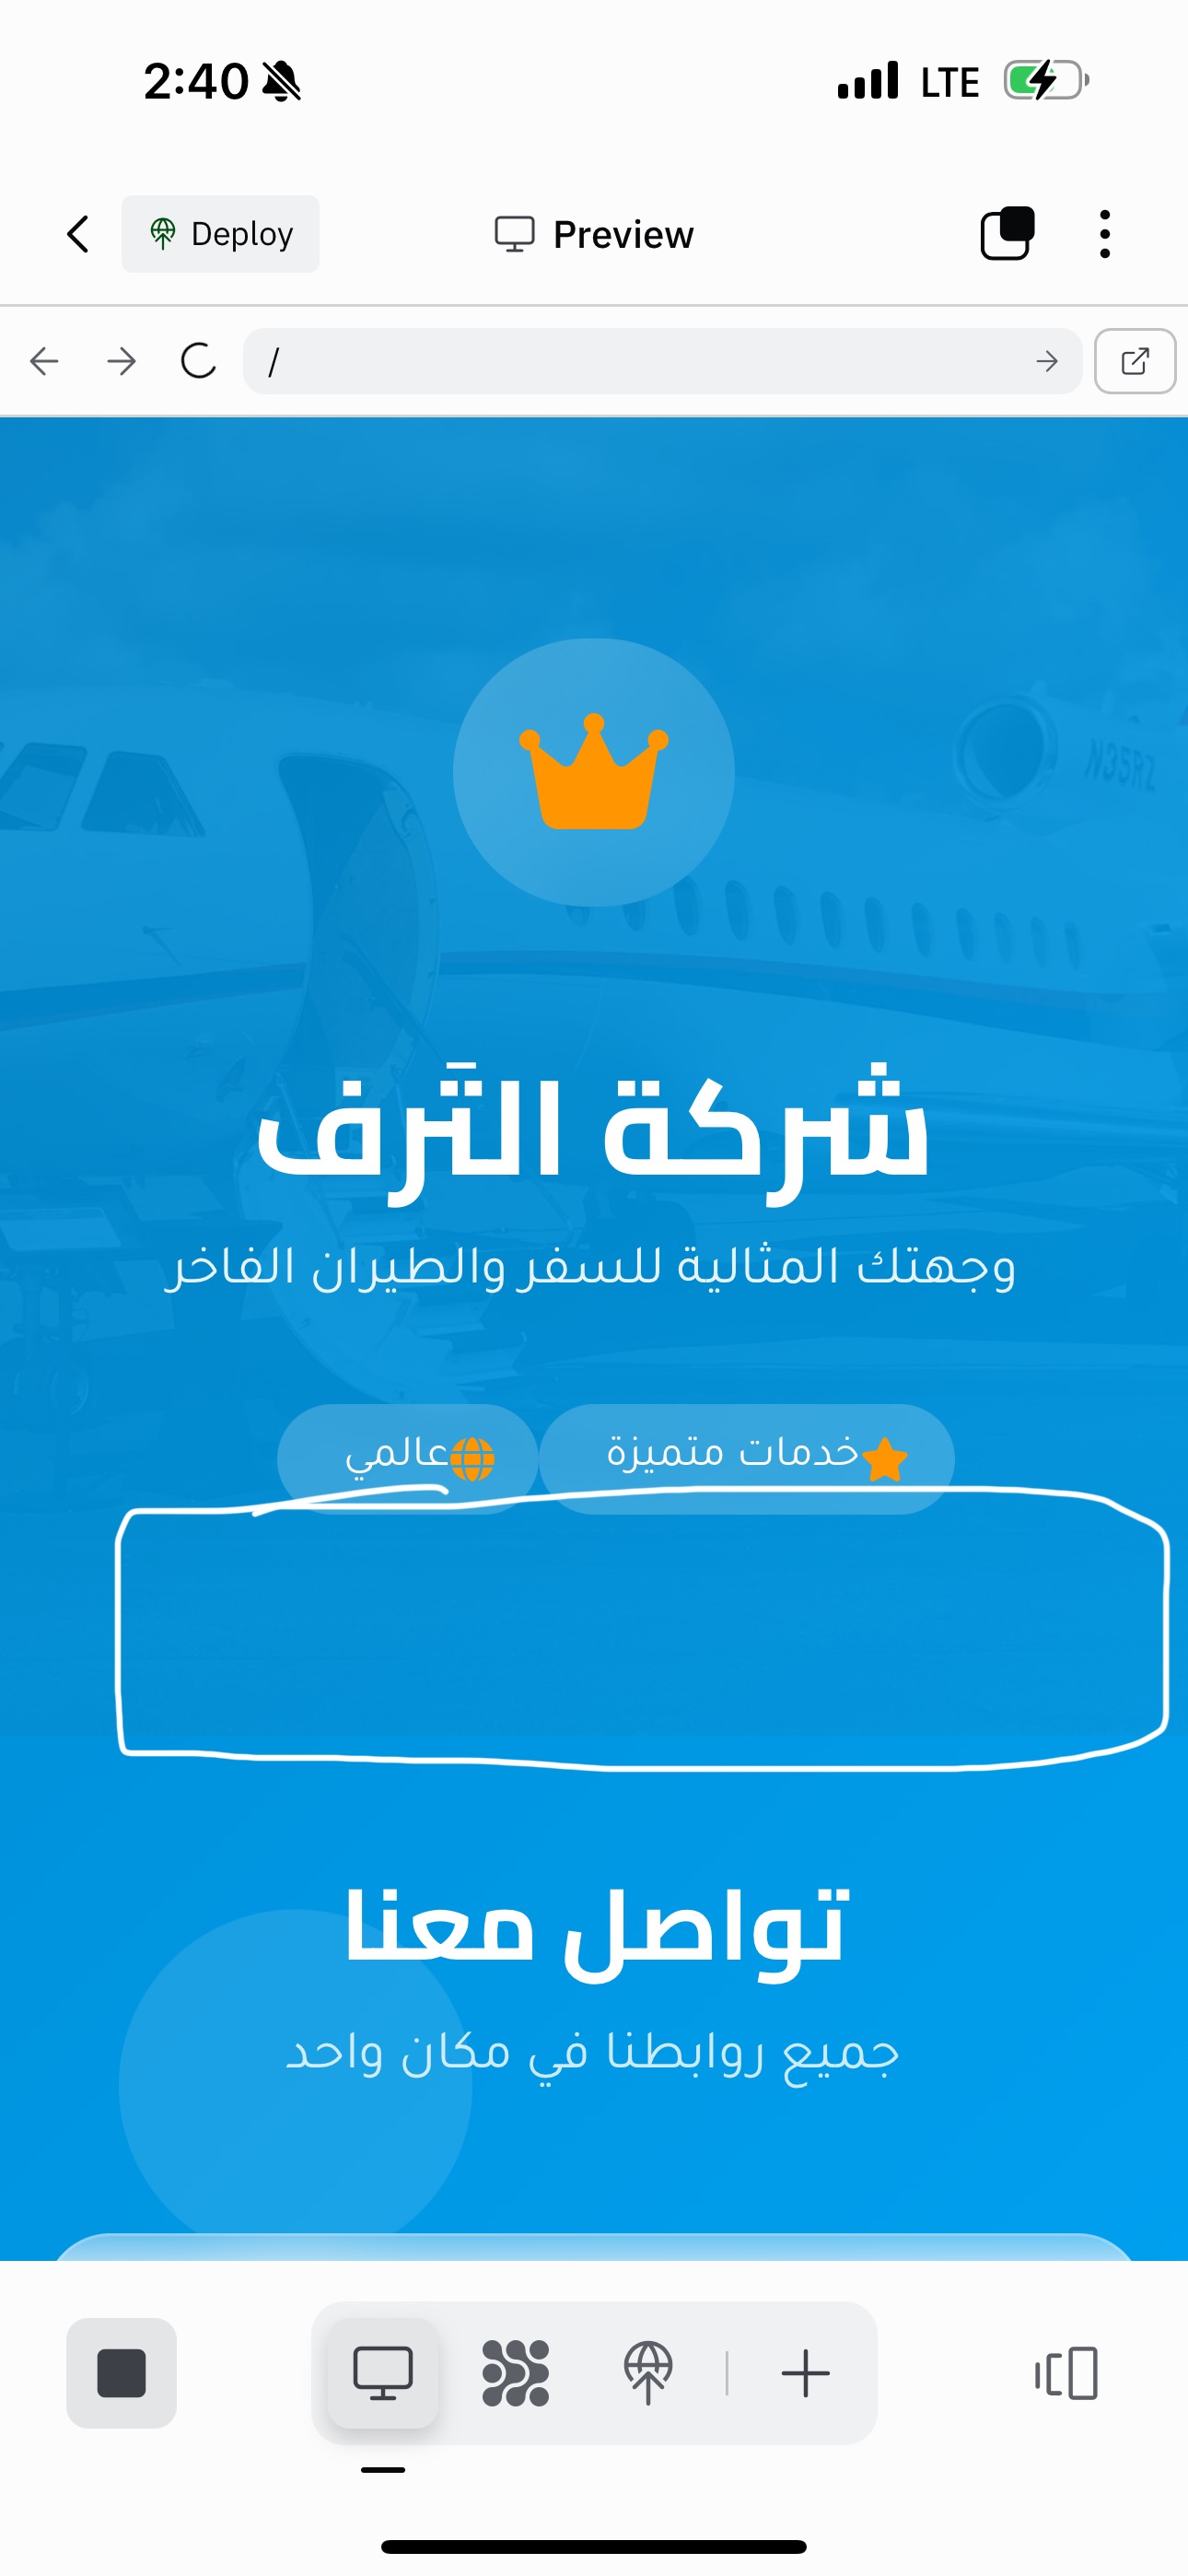 2:40 LTE
Deploy Preview
/
N35RZ
شركة الثَرف
وجهتك المثالية للسفر والطيران الفاخر
خدمات متميزة عالمي
تواصل معنا
جميع روابطنا في مكان واحد